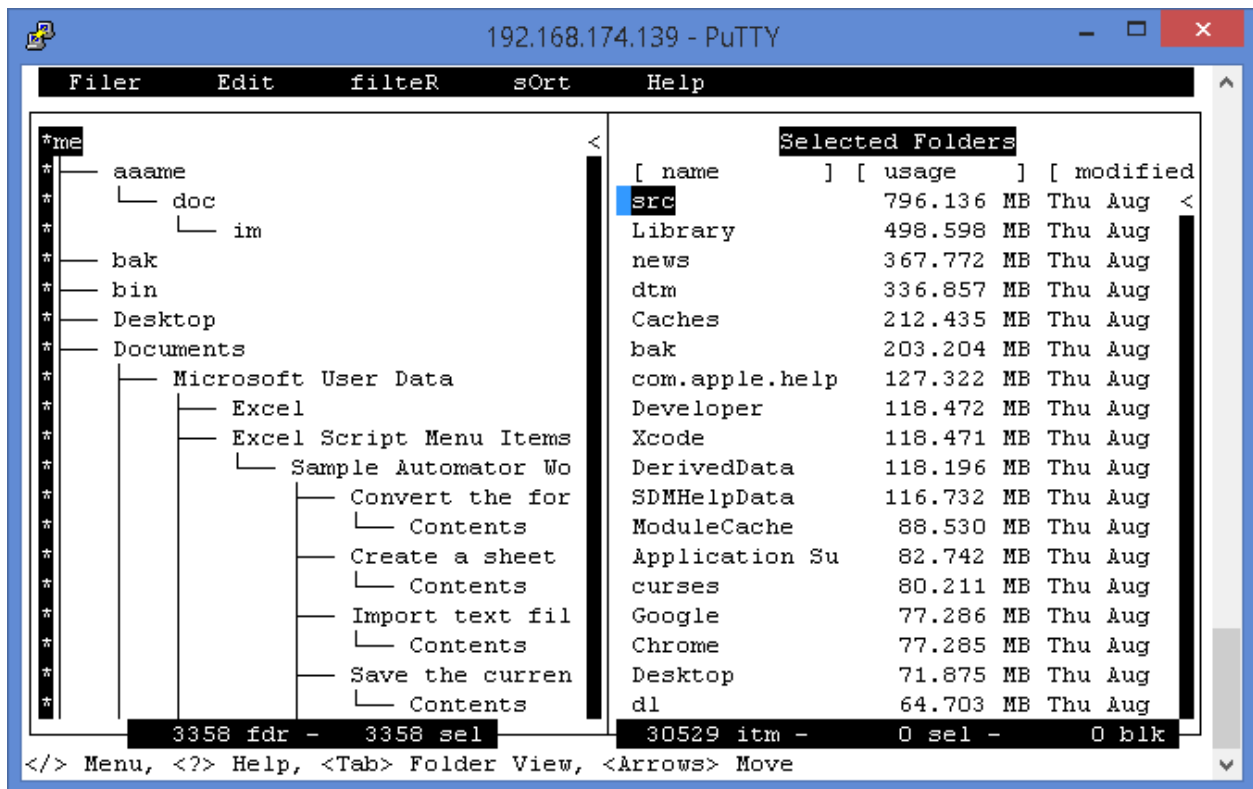 192.168.174.139 - PuTTY
Filer Edit filteR sOrt Help
*me <
* aaame
* doc
* im
* bak
* bin
* Desktop
* Documents
* Microsoft User Data
* Excel
* Excel Script Menu Items
* Sample Automator Wo
* Convert the for
* Contents
* Create a sheet
* Contents
* Import text fil
* Contents
* Save the curren
* Contents
3358 fdr - 3358 sel
Selected Folders
[ name ] [ usage ] [ modified
src 796.136 MB Thu Aug <
Library 498.598 MB Thu Aug
news 367.772 MB Thu Aug
dtm 336.857 MB Thu Aug
Caches 212.435 MB Thu Aug
bak 203.204 MB Thu Aug
com.apple.help 127.322 MB Thu Aug
Developer 118.472 MB Thu Aug
Xcode 118.471 MB Thu Aug
DerivedData 118.196 MB Thu Aug
SDMHelpData 116.732 MB Thu Aug
ModuleCache 88.530 MB Thu Aug
Application Su 82.742 MB Thu Aug
curses 80.211 MB Thu Aug
Google 77.286 MB Thu Aug
Chrome 77.285 MB Thu Aug
Desktop 71.875 MB Thu Aug
dl 64.703 MB Thu Aug
30529 itm - 0 sel - 0 blk
</> Menu, <?> Help, <Tab> Folder View, <Arrows> Move